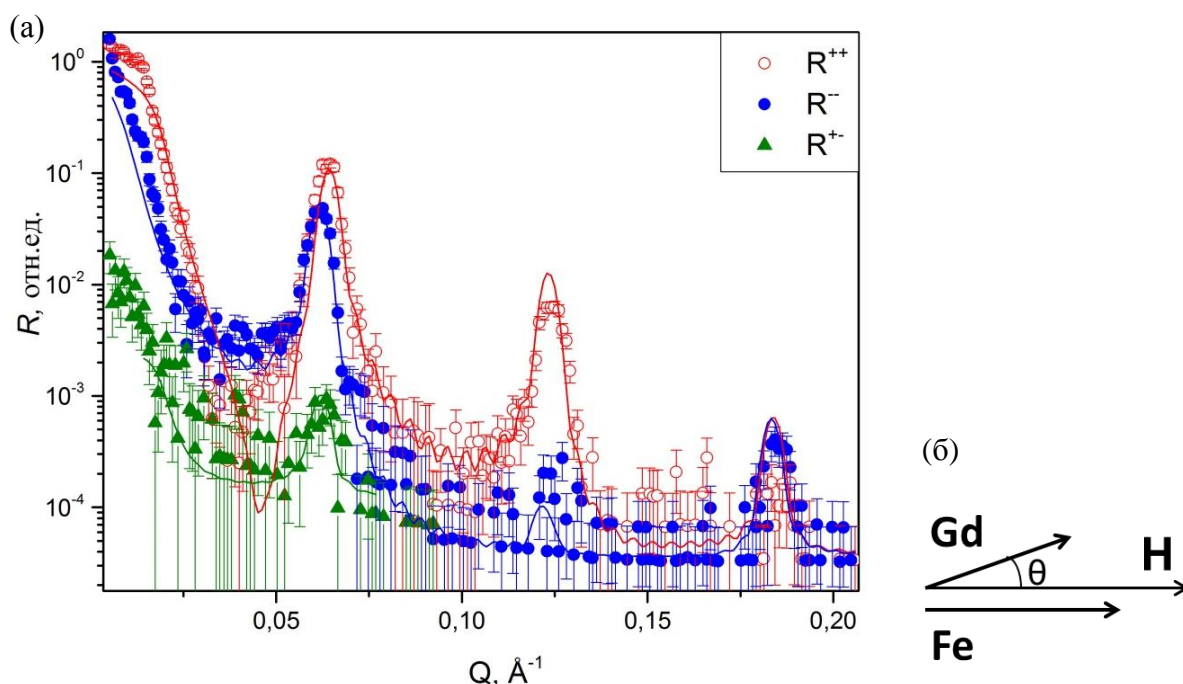 (а)
R⁺⁺
R⁻⁻
R⁺⁻
10⁰
10⁻¹
10⁻²
10⁻³
10⁻⁴
R, отн.ед.
0,05
0,10
0,15
0,20
Q, Å⁻¹
(б)
Gd
θ
H
Fe